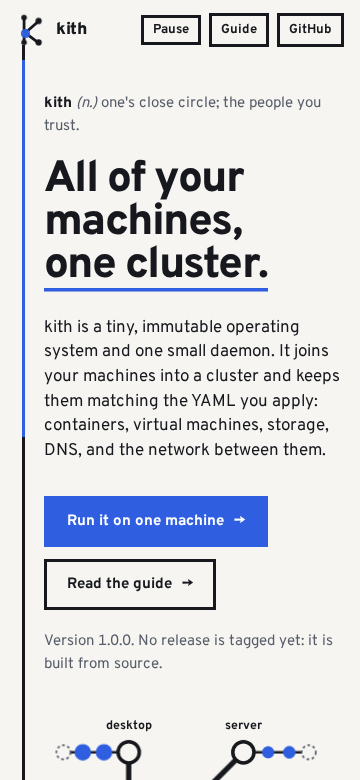 kith
Pause
Guide
GitHub
kith (n.) one's close circle; the people you
trust.
All of your
machines,
one cluster.
kith is a tiny, immutable operating
system and one small daemon. It joins
your machines into a cluster and keeps
them matching the YAML you apply:
containers, virtual machines, storage,
DNS, and the network between them.
Run it on one machine →
Read the guide →
Version 1.0.0. No release is tagged yet: it is
built from source.
desktop
server